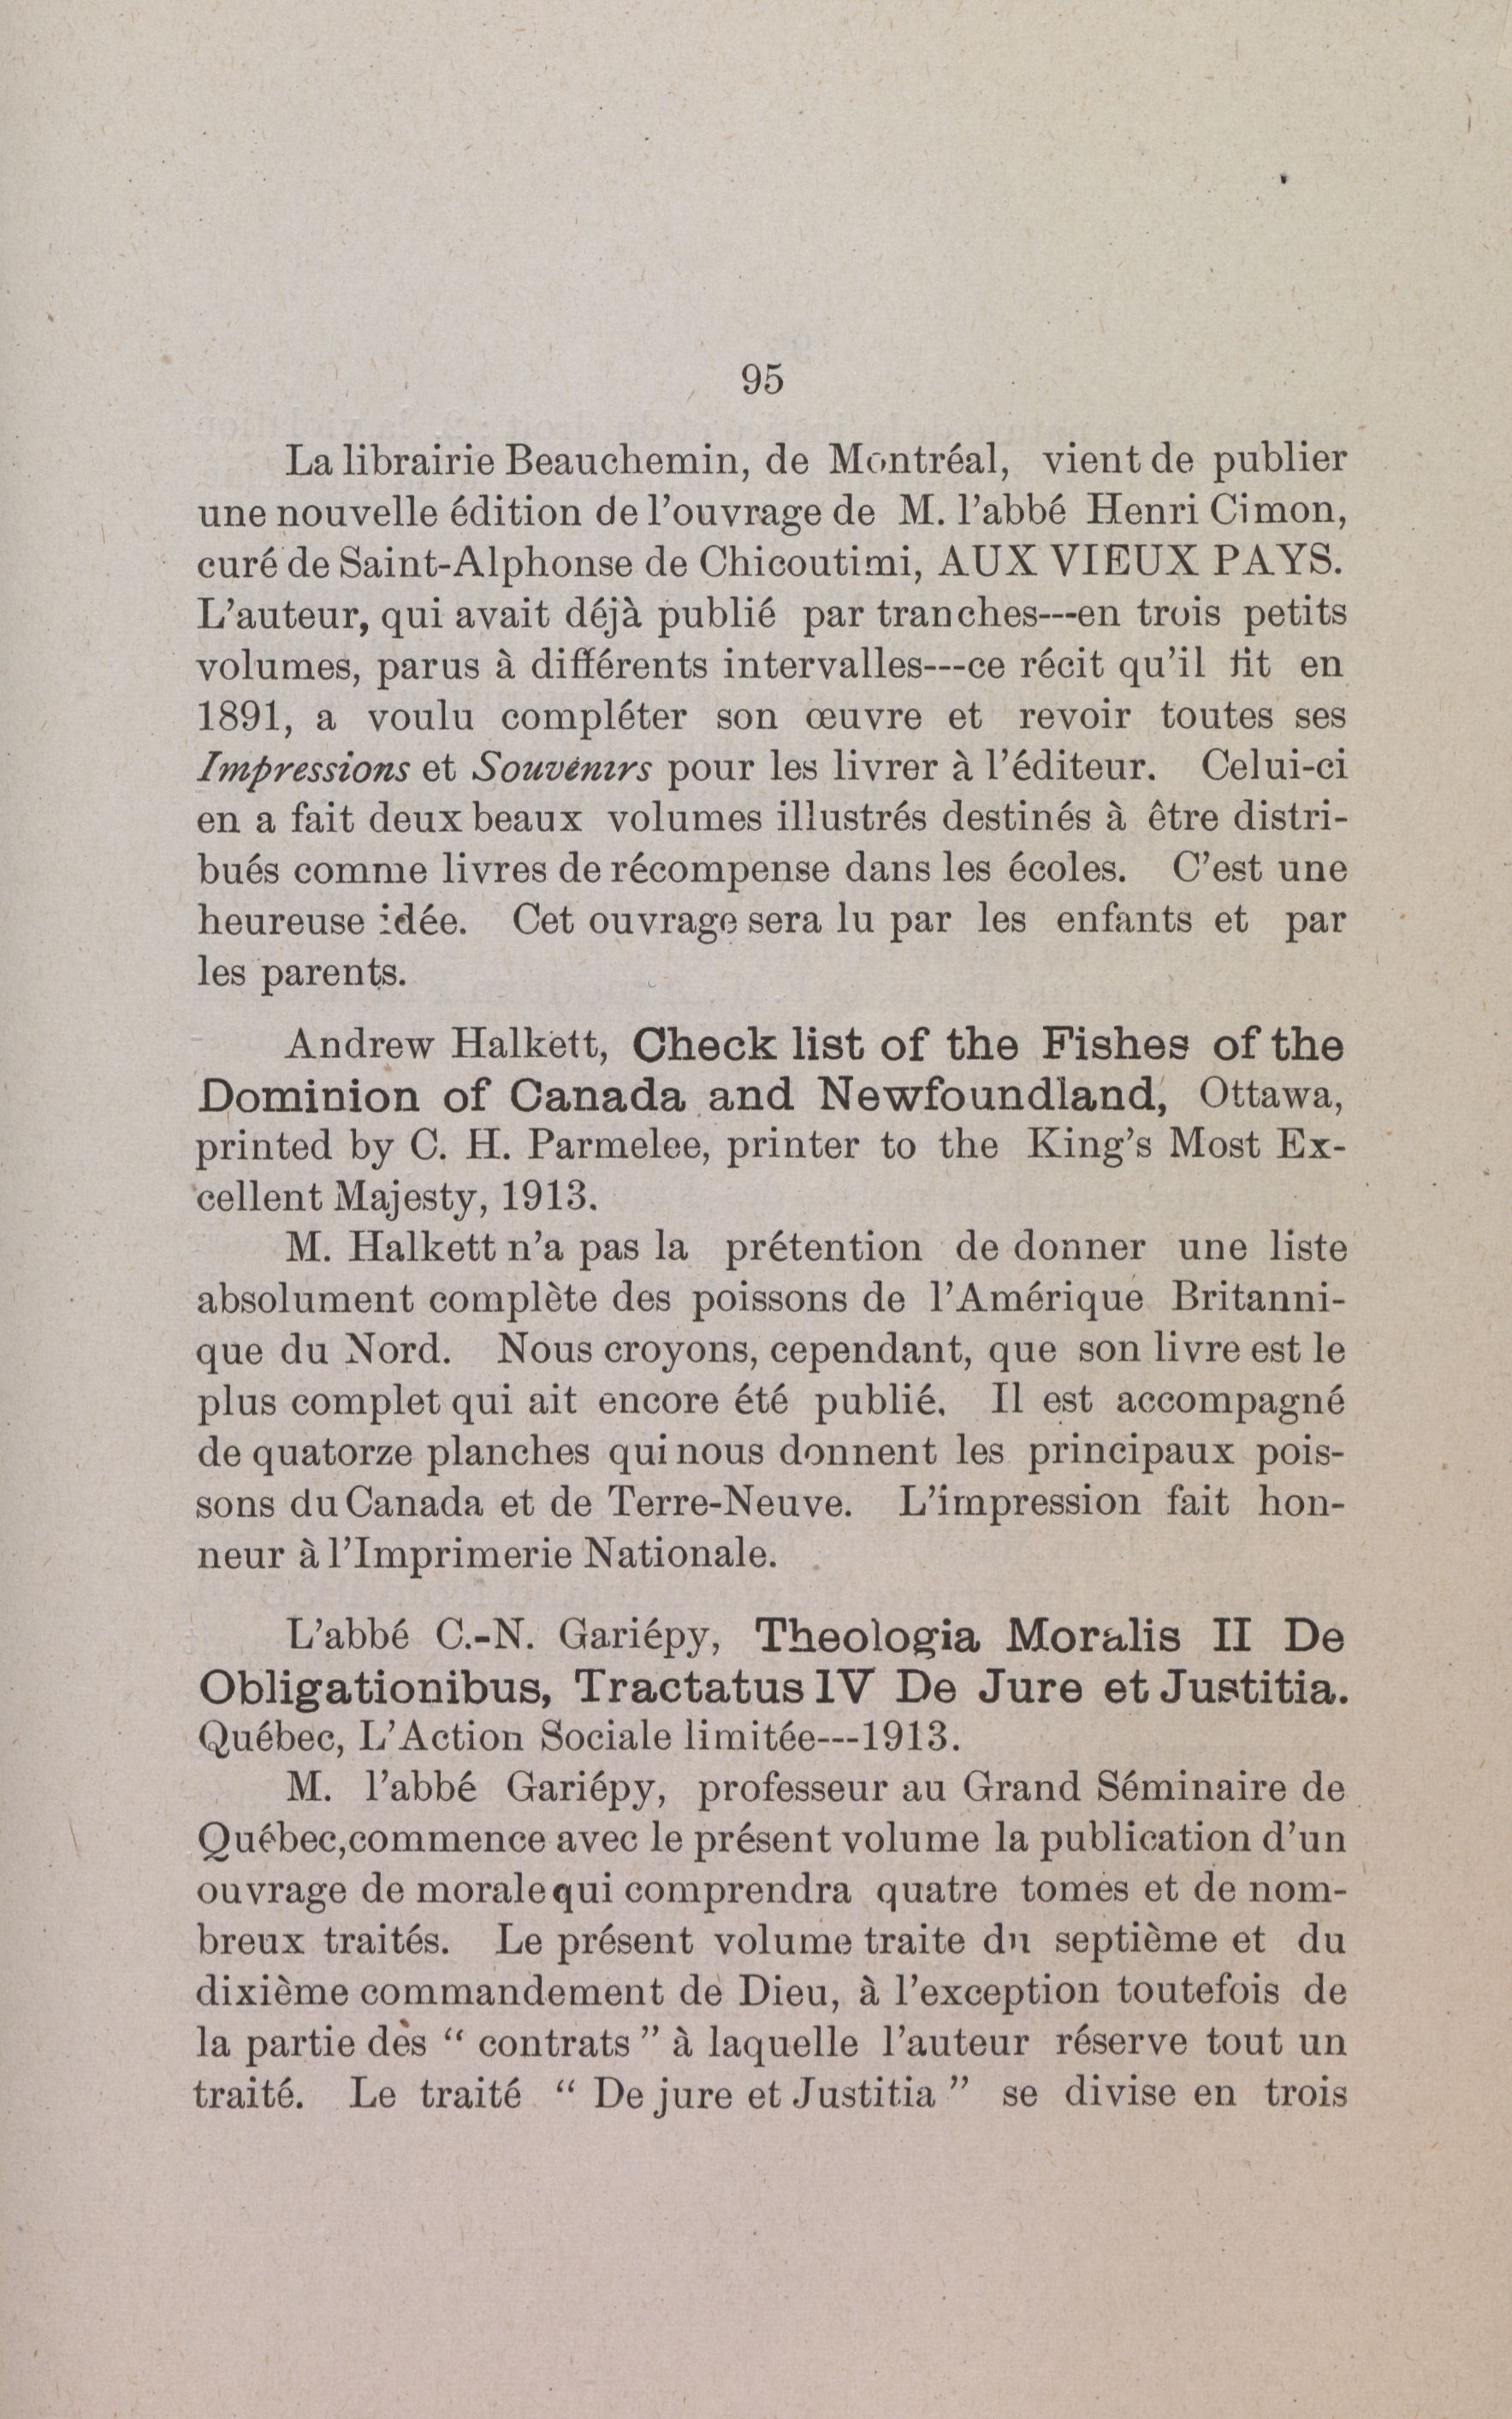 95
La librairie Beauchemin, de Montréal, vient de publier
une nouvelle édition de l'ouvrage de M. l'abbé Henri Cimon,
curé de Saint-Alphonse de Chicoutimi, AUX VIEUX PAYS.
L'auteur, qui avait déjà publié par tranches---en trois petits
volumes, parus à différents intervalles---ce récit qu'il fit en
1891, a voulu compléter son œuvre et revoir toutes ses
Impressions et Souvenirs pour les livrer à l'éditeur. Celui-ci
en a fait deux beaux volumes illustrés destinés à être distri-
bués comme livres de récompense dans les écoles. C'est une
heureuse idée. Cet ouvrage sera lu par les enfants et par
les parents.
Andrew Halkett, Check list of the Fishes of the
Dominion of Canada and Newfoundland, Ottawa,
printed by C. H. Parmelee, printer to the King's Most Ex-
cellent Majesty, 1913.
M. Halkett n'a pas la prétention de donner une liste
absolument complète des poissons de l'Amérique Britanni-
que du Nord. Nous croyons, cependant, que son livre est le
plus complet qui ait encore été publié. Il est accompagné
de quatorze planches qui nous donnent les principaux pois-
sons du Canada et de Terre-Neuve. L'impression fait hon-
neur à l'Imprimerie Nationale.
L'abbé C.-N. Gariépy, Theologia Moralis II De
Obligationibus, Tractatus IV De Jure et Justitia.
Québec, L'Action Sociale limitée---1913.
M. l'abbé Gariépy, professeur au Grand Séminaire de
Québec,commence avec le présent volume la publication d'un
ouvrage de morale qui comprendra quatre tomes et de nom-
breux traités. Le présent volume traite du septième et du
dixième commandement de Dieu, à l'exception toutefois de
la partie des " contrats " à laquelle l'auteur réserve tout un
traité. Le traité " De jure et Justitia " se divise en trois